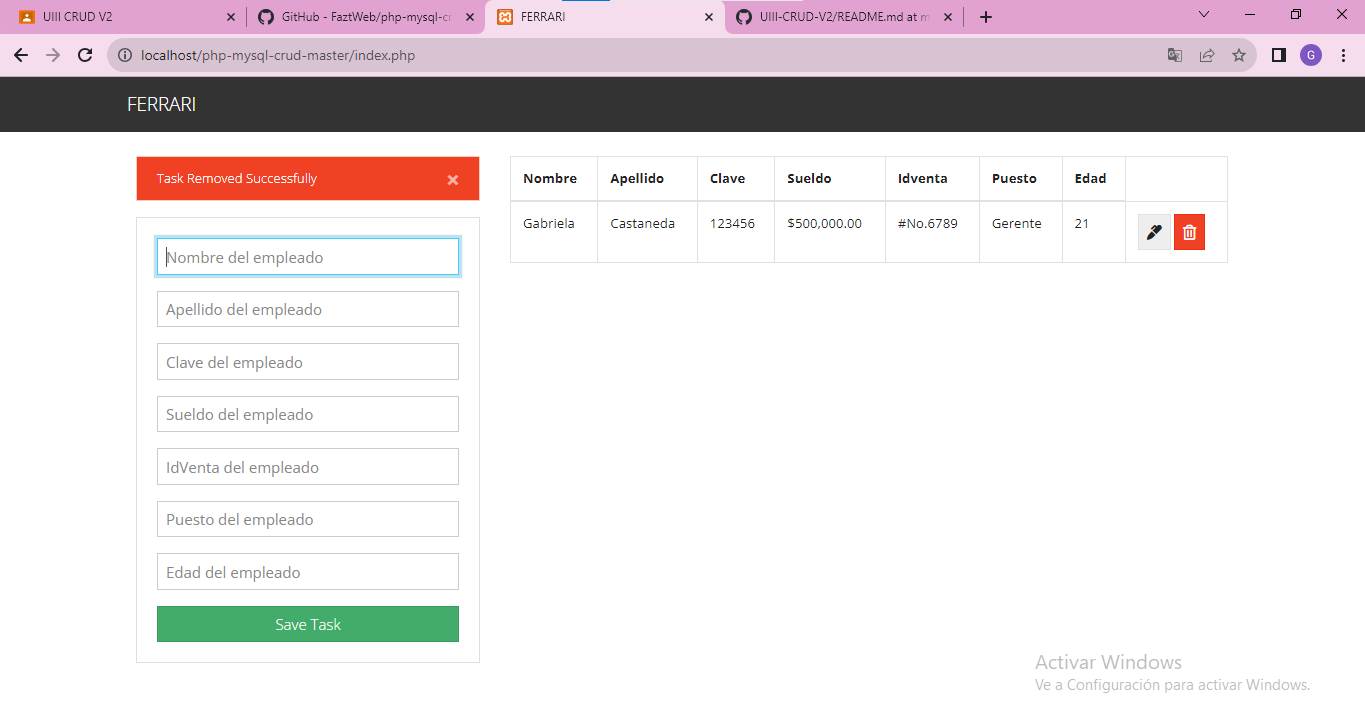 UIII CRUD V2
GitHub - FaztWeb/php-mysql-cr
FERRARI
UIII-CRUD-V2/README.md at m
localhost/php-mysql-crud-master/index.php
G
FERRARI
Task Removed Successfully
Nombre del empleado
Apellido del empleado
Clave del empleado
Sueldo del empleado
IdVenta del empleado
Puesto del empleado
Edad del empleado
Save Task
Nombre Apellido Clave Sueldo Idventa Puesto Edad
Gabriela Castaneda 123456 $500,000.00 #No.6789 Gerente 21
Activar Windows
Ve a Configuración para activar Windows.